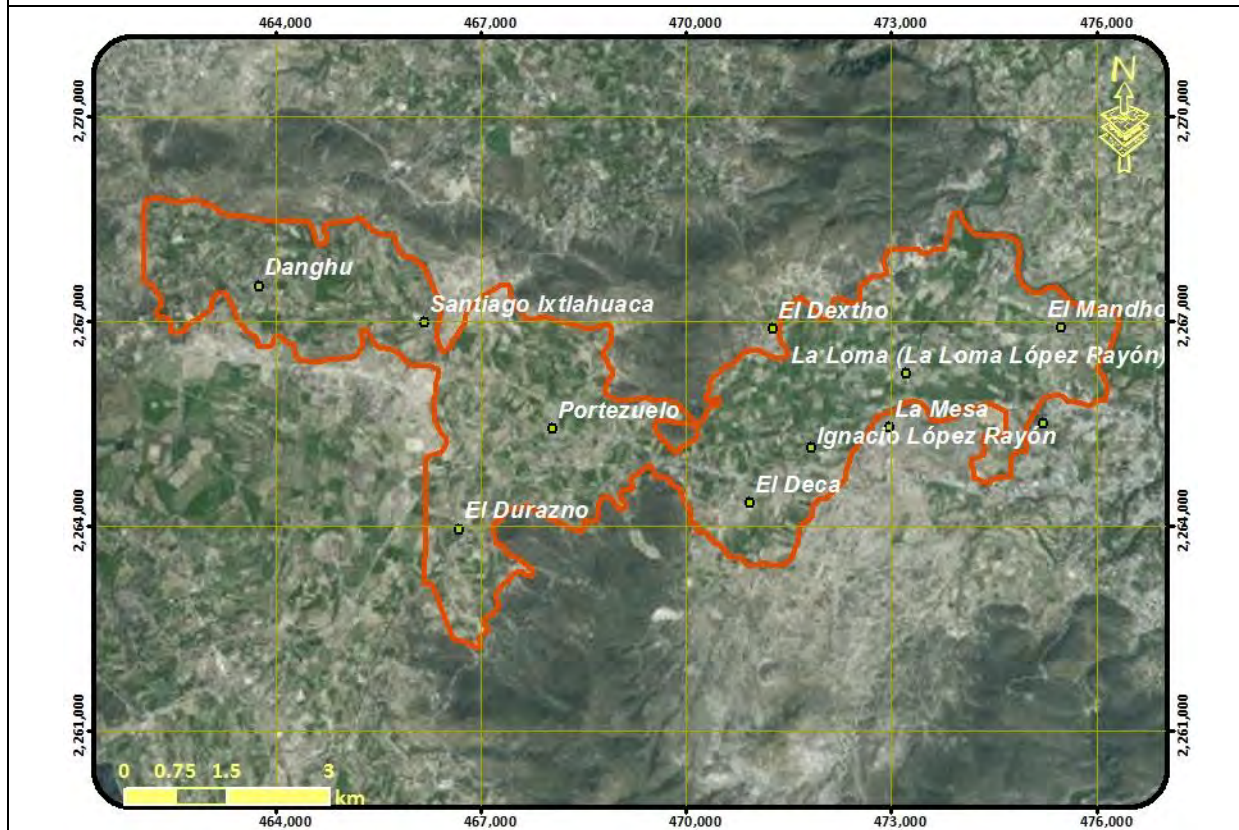 464,000 467,000 470,000 473,000 476,000
N
2,270,000 2,270,000
Danghu
Santiago Ixtlahuaca
2,267,000 El Dextho El Mandho 2,267,000
La Loma (La Loma López Rayón)
Portezuelo La Mesa
Ignacio López Rayón
El Deca
El Durazno
2,264,000 2,264,000
2,261,000 2,261,000
0 0.75 1.5 3
km
464,000 467,000 470,000 473,000 476,000